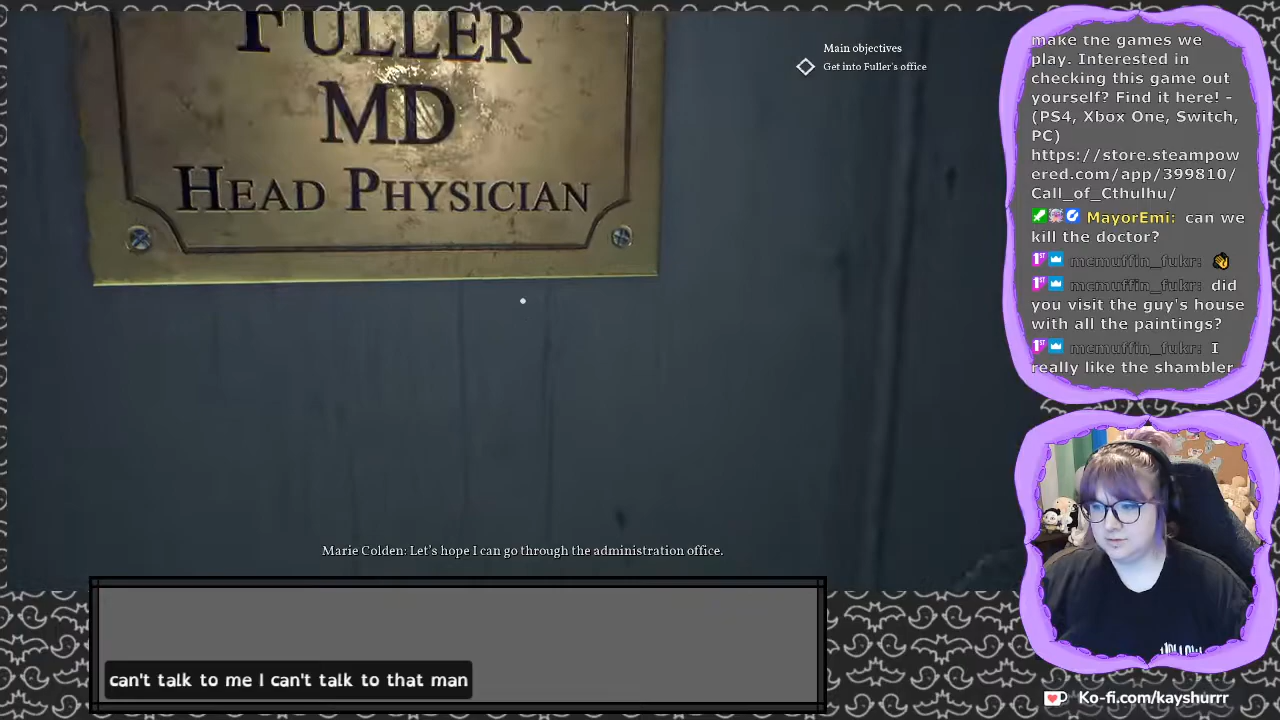 FULLER
MD
HEAD PHYSICIAN
Main objectives
Get into Fuller's office
Marie Colden: Let's hope I can go through the administration office.
can't talk to me I can't talk to that man
make the games we
play. Interested in
checking this game out
yourself? Find it here! -
(PS4, Xbox One, Switch,
PC)
https://store.steampow
ered.com/app/399810/
Call_of_Cthulhu/
MayorEmi: can we
kill the doctor?
1ST mcmuffin_fukr:
1ST mcmuffin_fukr: did
you visit the guy's house
with all the paintings?
1ST mcmuffin_fukr: I
really like the shambler
Ko-fi.com/kayshurrr